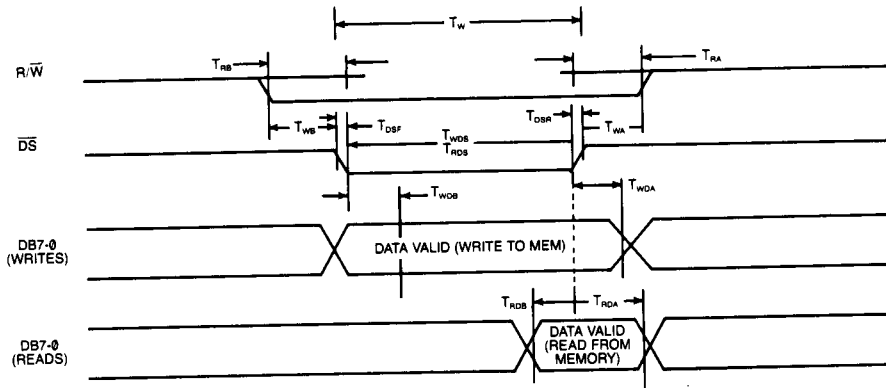 T_W
T_RB
T_RA
R/W̅
T_WB
T_DSF
T_WDS
T_RDS
T_DSR
T_WA
D̅S̅
T_WDB
T_WDA
DB7-0
(WRITES)
DATA VALID (WRITE TO MEM)
T_RDB
T_RDA
DB7-0
(READS)
DATA VALID
(READ FROM
MEMORY)